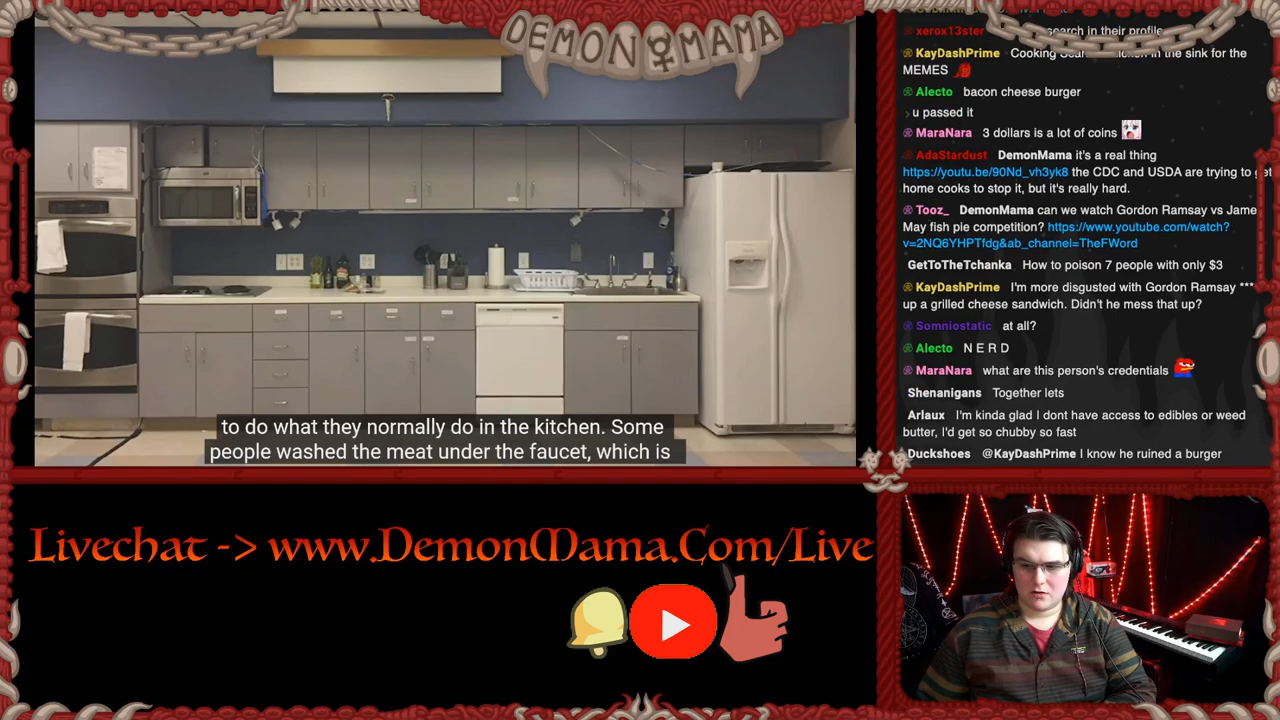 DEMON MAMA
xerox13ster search in their profile
KayDashPrime Cooking in the sink for the
MEMES
Alecto bacon cheese burger
› u passed it
MaraNara 3 dollars is a lot of coins
AdaStardust DemonMama it's a real thing
https://youtu.be/90Nd_vh3yk8 the CDC and USDA are trying to get
home cooks to stop it, but it's really hard.
Tooz_ DemonMama can we watch Gordon Ramsay vs Jame
May fish pie competition? https://www.youtube.com/watch?
v=2NQ6YHPTfdg&ab_channel=TheFWord
GetToTheTchanka How to poison 7 people with only $3
KayDashPrime I'm more disgusted with Gordon Ramsay ***
up a grilled cheese sandwich. Didn't he mess that up?
Somniostatic at all?
Alecto N E R D
MaraNara what are this person's credentials
Shenanigans Together lets
Arlaux I'm kinda glad I dont have access to edibles or weed
butter, I'd get so chubby so fast
Duckshoes @KayDashPrime I know he ruined a burger
to do what they normally do in the kitchen. Some
people washed the meat under the faucet, which is
Livechat -> www.DemonMama.Com/Live